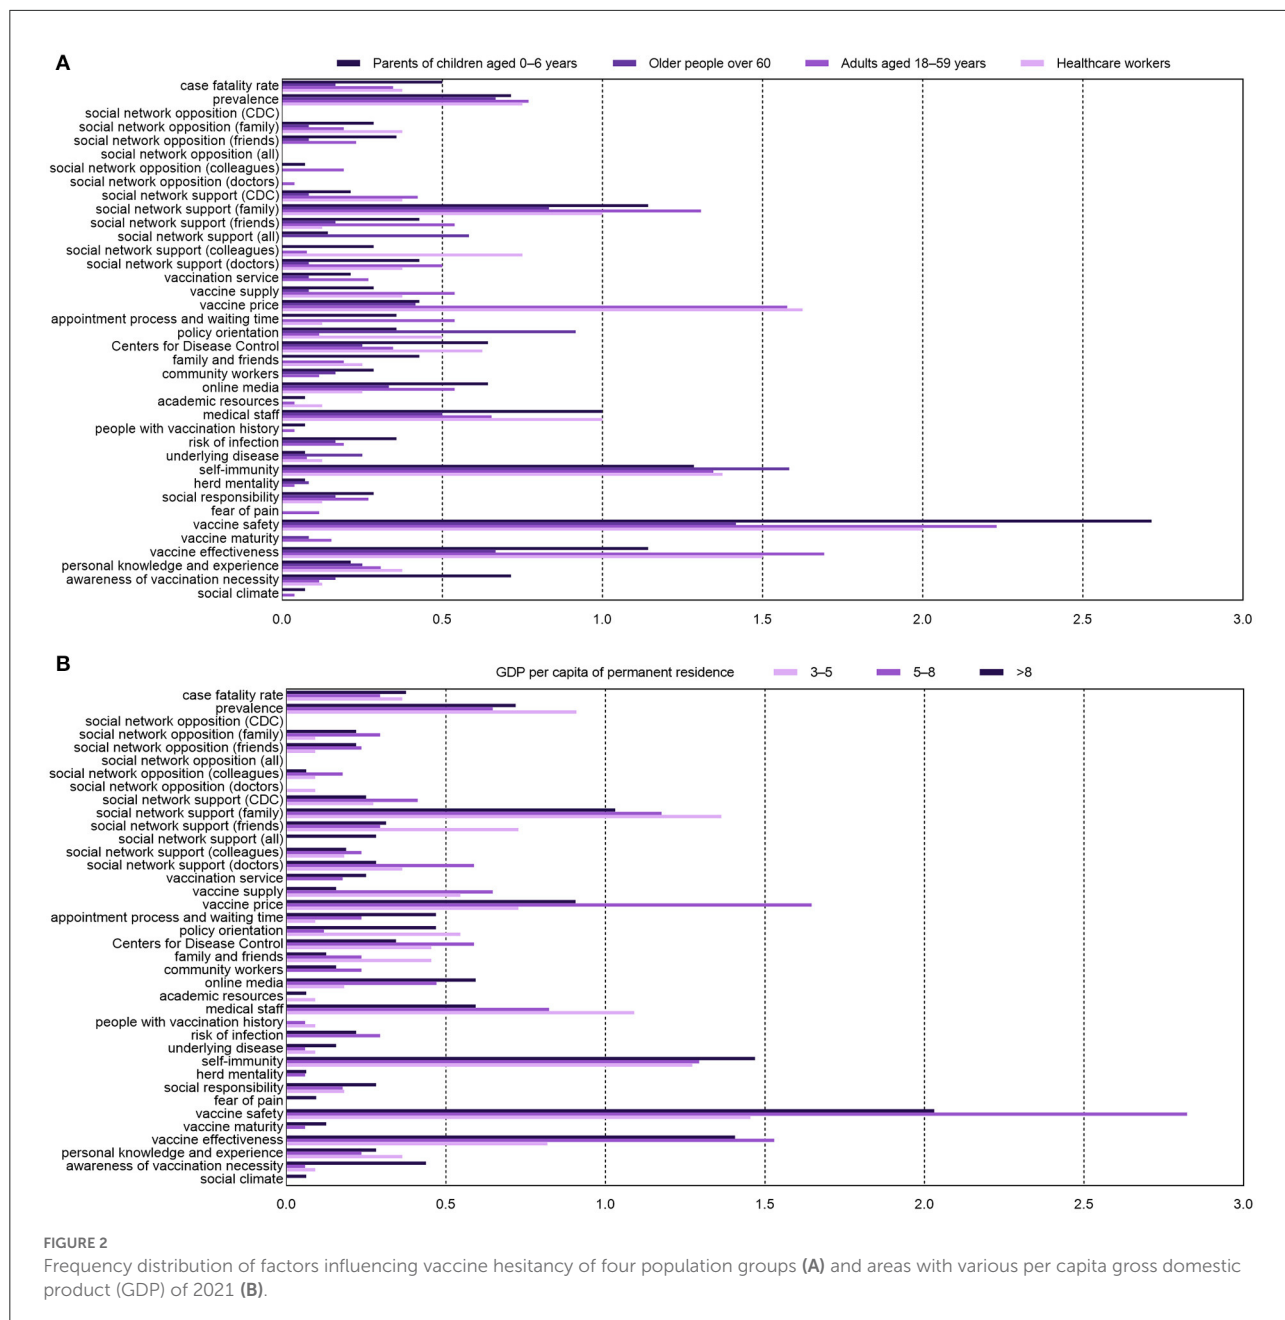 A
Parents of children aged 0–6 years
Older people over 60
Adults aged 18–59 years
Healthcare workers
case fatality rate
prevalence
social network opposition (CDC)
social network opposition (family)
social network opposition (friends)
social network opposition (all)
social network opposition (colleagues)
social network opposition (doctors)
social network support (CDC)
social network support (family)
social network support (friends)
social network support (all)
social network support (colleagues)
social network support (doctors)
vaccination service
vaccine supply
vaccine price
appointment process and waiting time
policy orientation
Centers for Disease Control
family and friends
community workers
online media
academic resources
medical staff
people with vaccination history
risk of infection
underlying disease
self-immunity
herd mentality
social responsibility
fear of pain
vaccine safety
vaccine maturity
vaccine effectiveness
personal knowledge and experience
awareness of vaccination necessity
social climate
0.0 0.5 1.0 1.5 2.0 2.5 3.0
B
GDP per capita of permanent residence
3–5
5–8
>8
case fatality rate
prevalence
social network opposition (CDC)
social network opposition (family)
social network opposition (friends)
social network opposition (all)
social network opposition (colleagues)
social network opposition (doctors)
social network support (CDC)
social network support (family)
social network support (friends)
social network support (all)
social network support (colleagues)
social network support (doctors)
vaccination service
vaccine supply
vaccine price
appointment process and waiting time
policy orientation
Centers for Disease Control
family and friends
community workers
online media
academic resources
medical staff
people with vaccination history
risk of infection
underlying disease
self-immunity
herd mentality
social responsibility
fear of pain
vaccine safety
vaccine maturity
vaccine effectiveness
personal knowledge and experience
awareness of vaccination necessity
social climate
0.0 0.5 1.0 1.5 2.0 2.5 3.0
FIGURE 2
Frequency distribution of factors influencing vaccine hesitancy of four population groups (A) and areas with various per capita gross domestic
product (GDP) of 2021 (B).